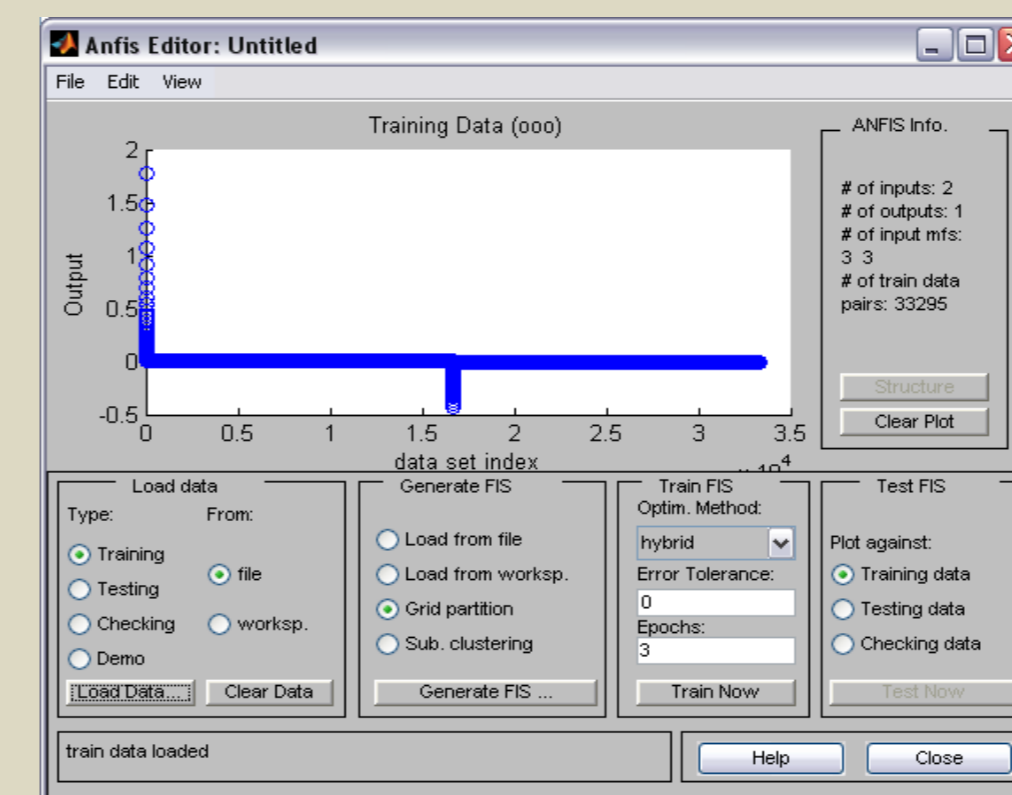 Anfis Editor: Untitled
File Edit View
Training Data (ooo)
2
1.5
1
0.5
0
-0.5
Output
0 0.5 1 1.5 2 2.5 3 3.5
data set index
ANFIS Info.
# of inputs: 2
# of outputs: 1
# of input mfs:
3 3
# of train data
pairs: 33295
Structure
Clear Plot
Load data
Type: From:
Training
file
Testing
Checking worksp.
Demo
Load Data... Clear Data
Generate FIS
Load from file
Load from worksp.
Grid partition
Sub. clustering
Generate FIS ...
Train FIS
Optim. Method:
hybrid
Error Tolerance:
0
Epochs:
3
Train Now
Test FIS
Plot against:
Training data
Testing data
Checking data
Test Now
train data loaded
Help Close